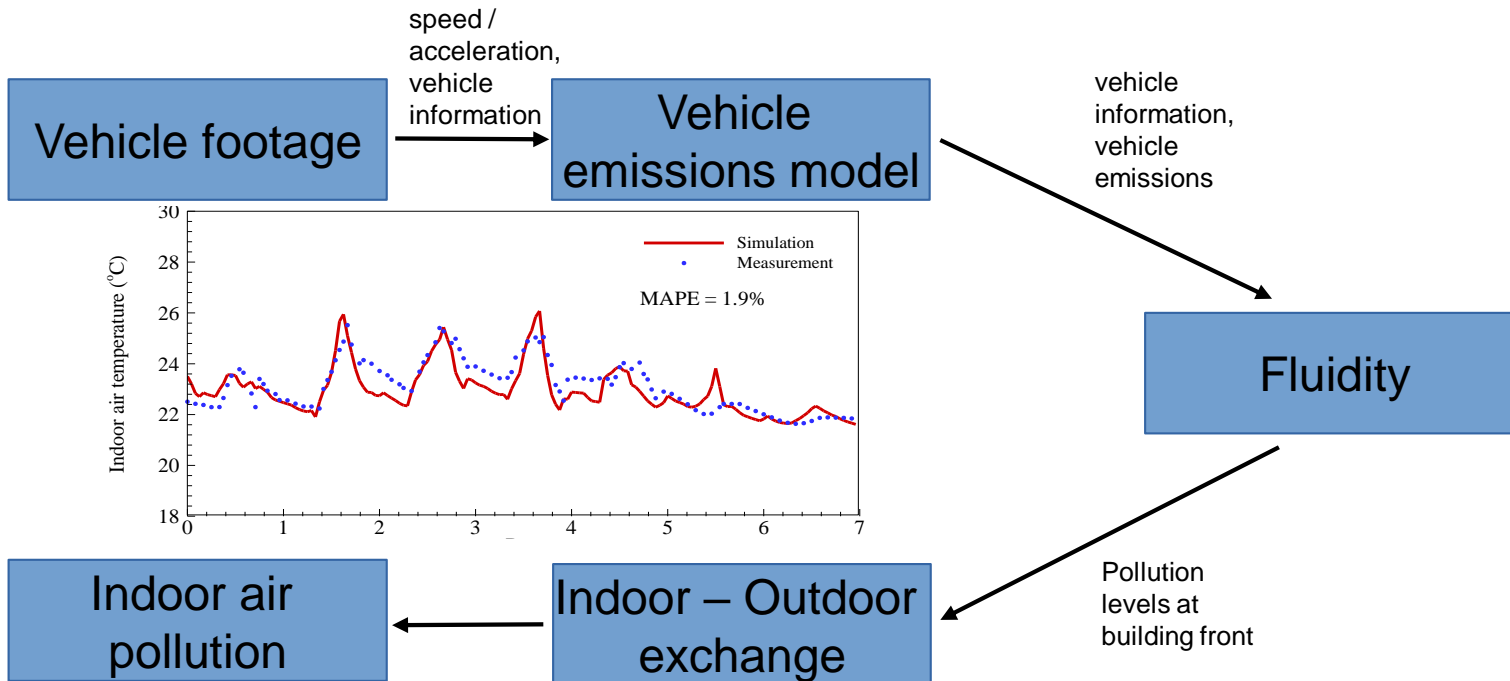 speed /
acceleration,
vehicle
information
Vehicle footage
Vehicle
emissions model
vehicle
information,
vehicle
emissions
30
28
26
24
22
20
18
Indoor air temperature (°C)
Simulation
Measurement
MAPE = 1.9%
0 1 2 3 4 5 6 7
Fluidity
Pollution
levels at
building front
Indoor – Outdoor
exchange
Indoor air
pollution